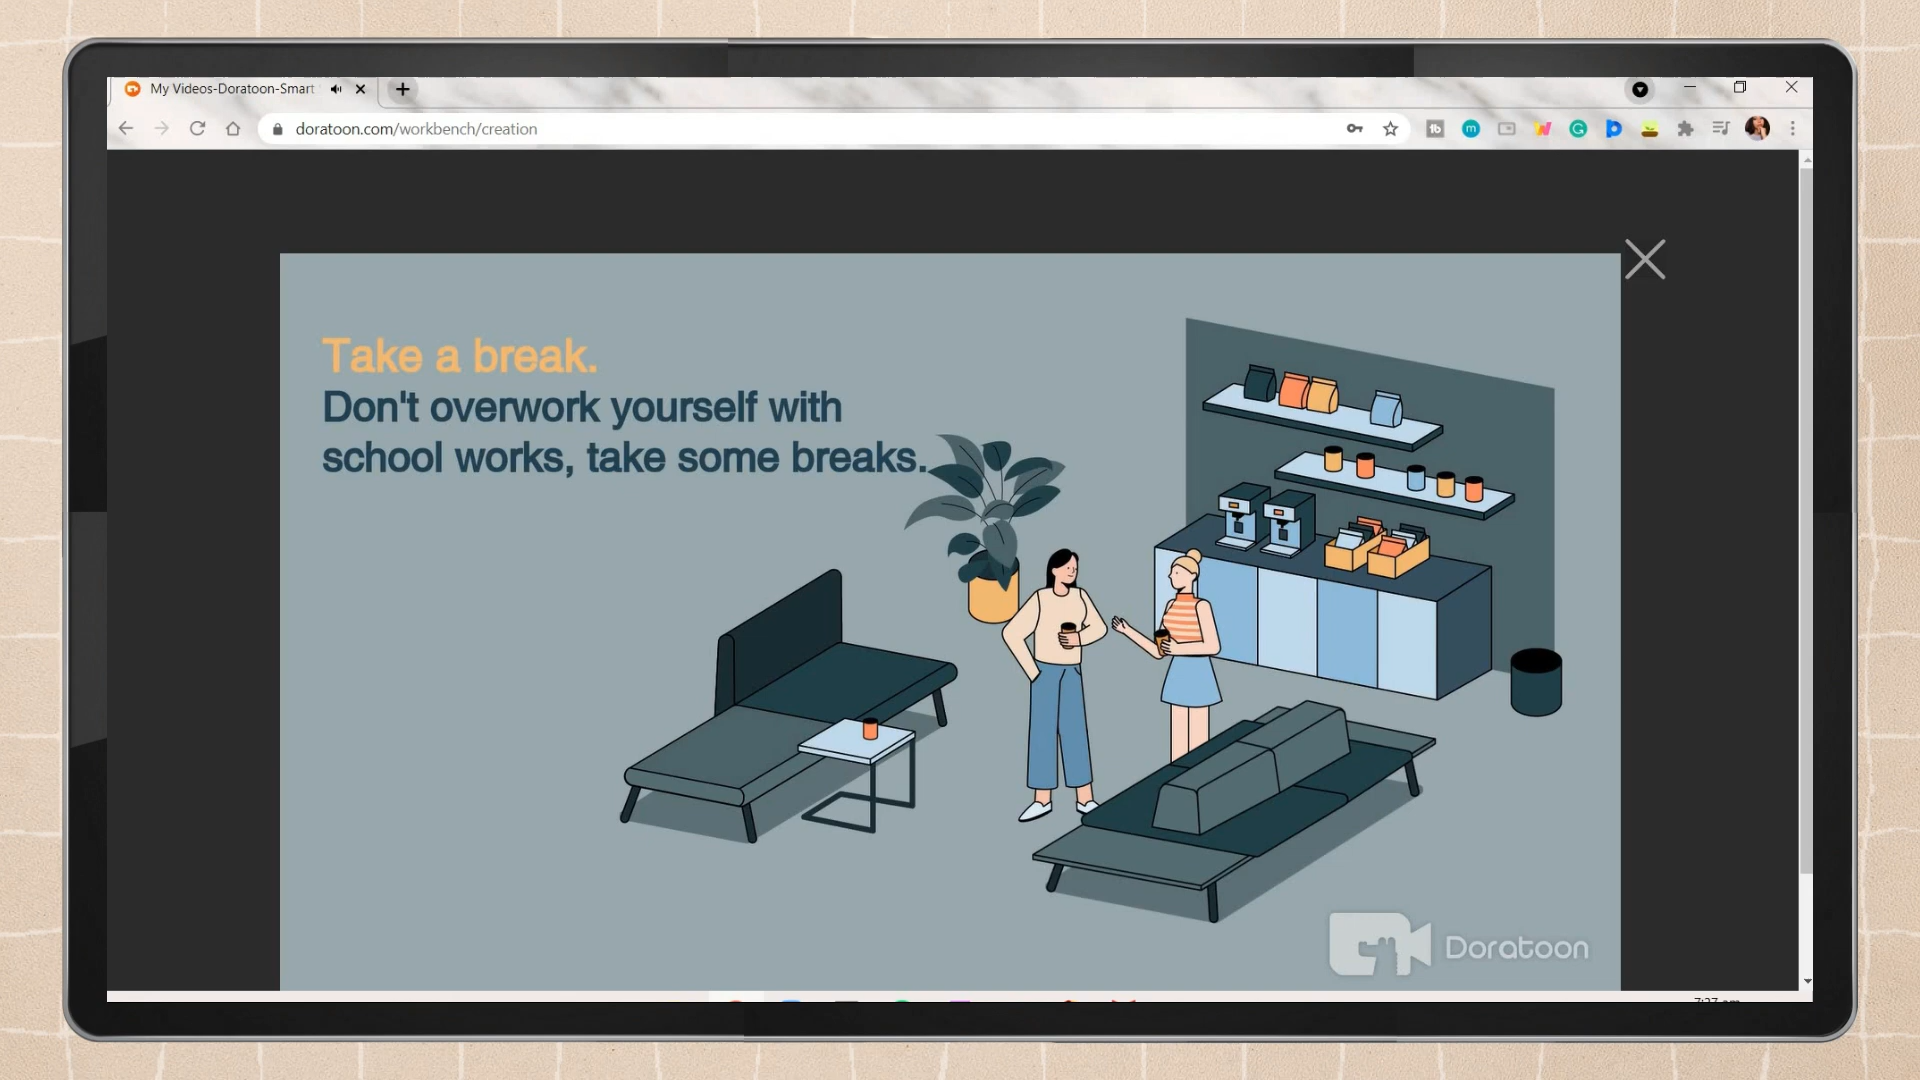 My Videos-Doratoon-Smart
doratoon.com/workbench/creation
Take a break.
Don't overwork yourself with
school works, take some breaks.
Doratoon